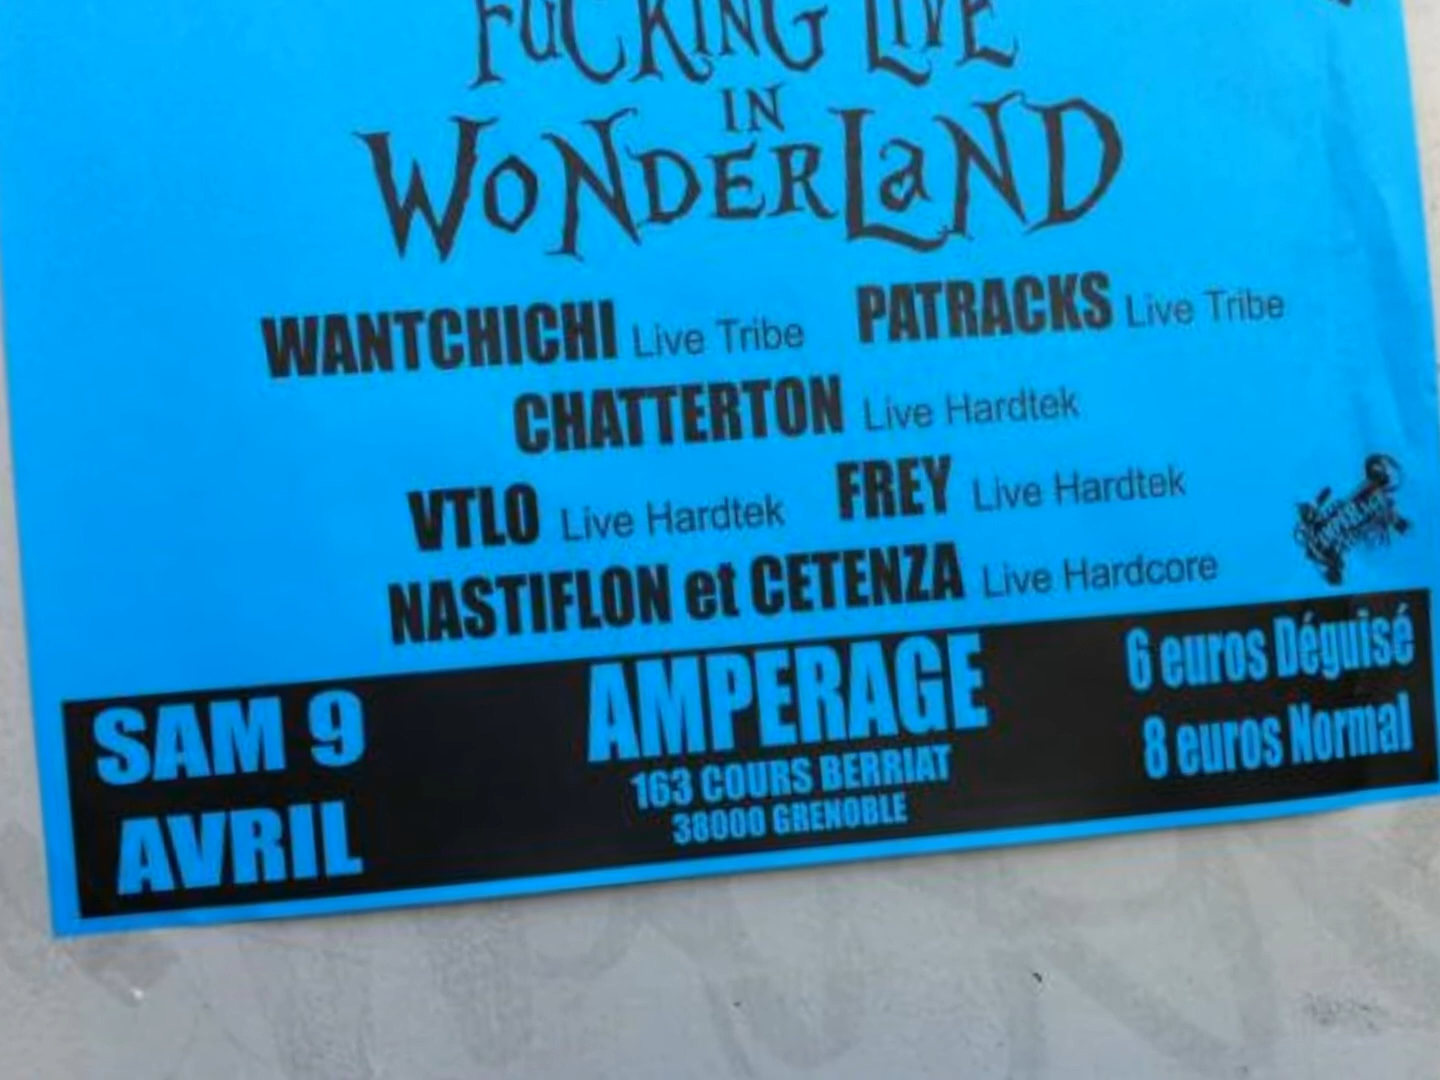 FuCKING LIVE
IN
WoNDERLaND
WANTCHICHI Live Tribe PATRACKS Live Tribe
CHATTERTON Live Hardtek
VTLO Live Hardtek FREY Live Hardtek
NASTIFLON et CETENZA Live Hardcore
SAM 9
AVRIL
AMPERAGE
163 COURS BERRIAT
38000 GRENOBLE
6 euros Déguisé
8 euros Normal